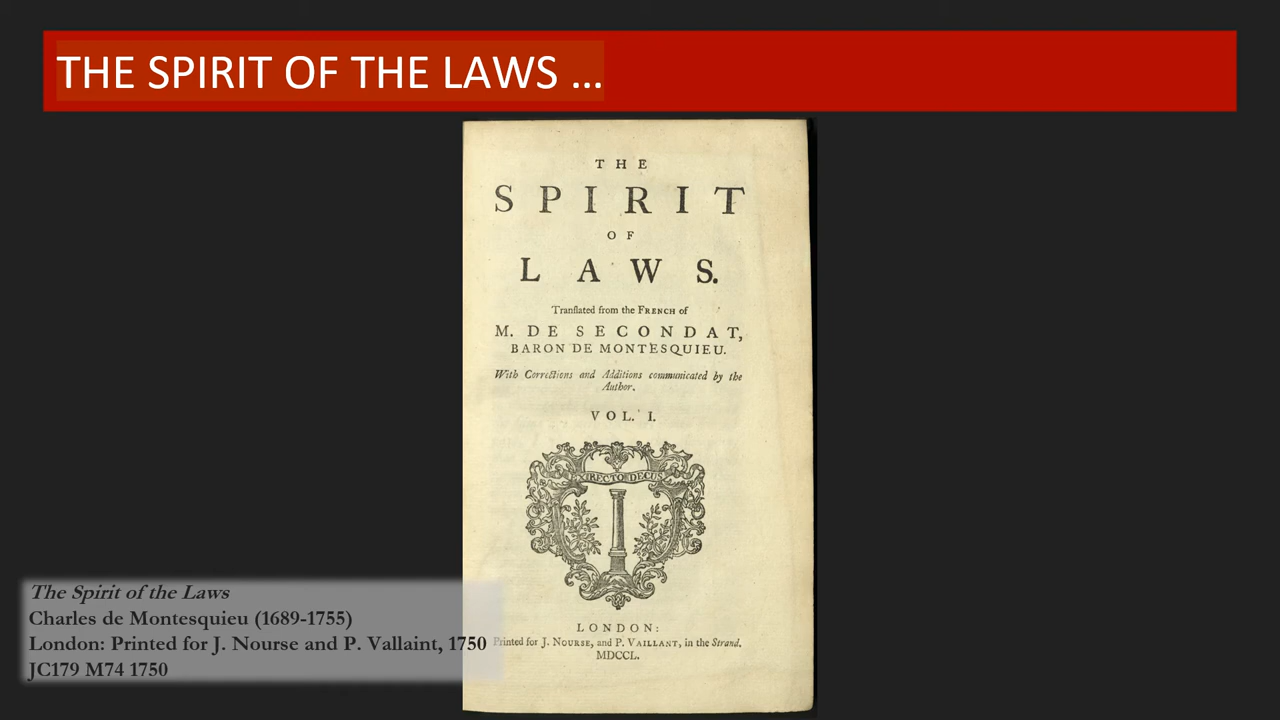 THE SPIRIT OF THE LAWS ...
THE
SPIRIT
OF
LAWS.
Tranſlated from the FRENCH of
M. DE SECONDAT,
BARON DE MONTESQUIEU.
With Corrections and Additions communicated by the
Author.
VOL. I.
RECTO DECUS
LONDON:
Printed for J. NOURSE, and P. VAILLANT, in the Strand.
MDCCL.
The Spirit of the Laws
Charles de Montesquieu (1689-1755)
London: Printed for J. Nourse and P. Vallaint, 1750
JC179 M74 1750